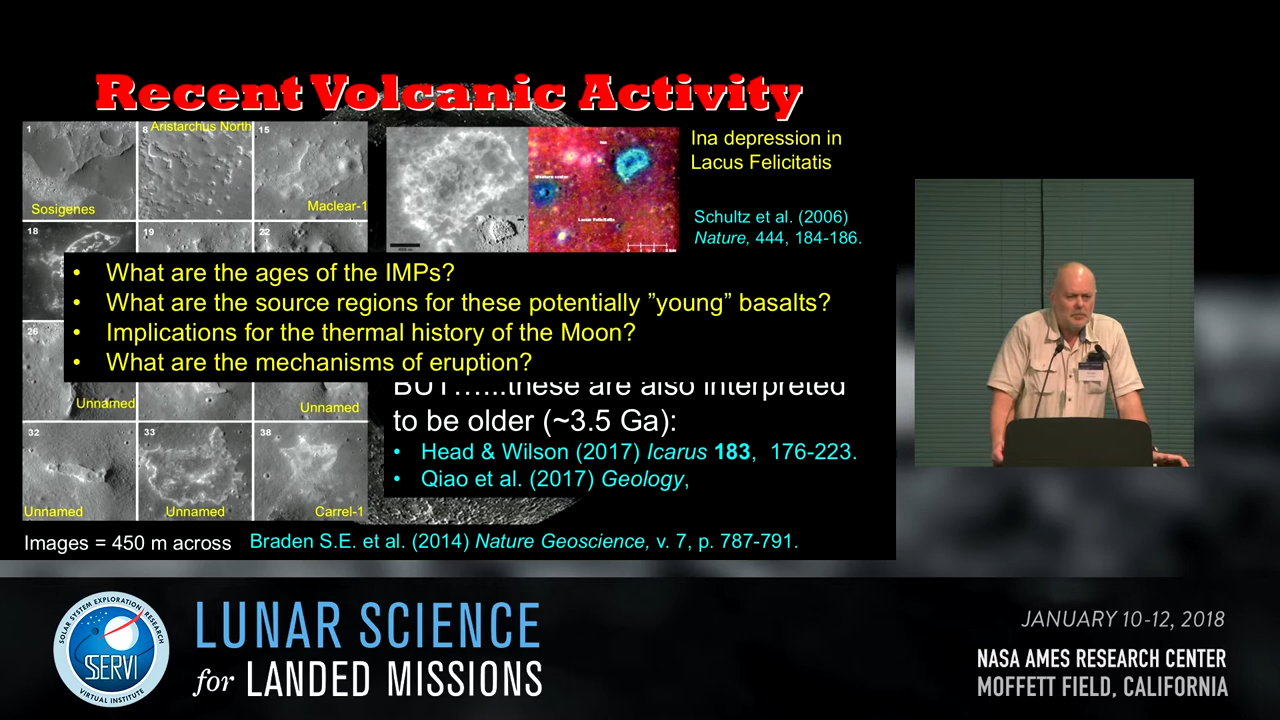 Recent Volcanic Activity
1
8
Aristarchus North
15
Sosigenes
Maclear-1
Ina depression in
Lacus Felicitatis
Schultz et al. (2006)
Nature, 444, 184-186.
18
19
22
• What are the ages of the IMPs?
• What are the source regions for these potentially ”young” basalts?
• Implications for the thermal history of the Moon?
• What are the mechanisms of eruption?
26
Unnamed
Unnamed
BUT…...these are also interpreted
to be older (~3.5 Ga):
• Head & Wilson (2017) Icarus 183, 176-223.
• Qiao et al. (2017) Geology,
32
33
38
Unnamed
Unnamed
Carrel-1
Images = 450 m across
Braden S.E. et al. (2014) Nature Geoscience, v. 7, p. 787-791.
SOLAR SYSTEM EXPLORATION RESEARCH
SSERVI
VIRTUAL INSTITUTE
LUNAR SCIENCE
for LANDED MISSIONS
JANUARY 10-12, 2018
NASA AMES RESEARCH CENTER
MOFFETT FIELD, CALIFORNIA